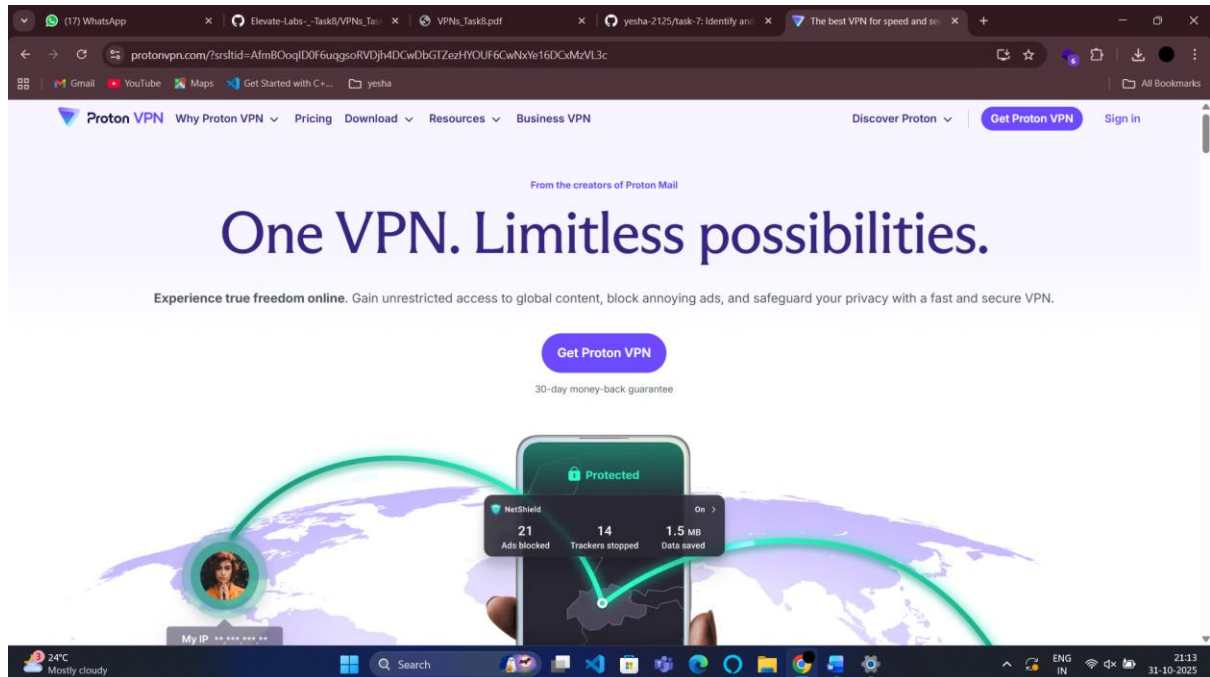 (17) WhatsApp
Elevate-Labs-_-Task8/VPNs_Tas
VPNs_Task8.pdf
yesha-2125/task-7: Identify and
The best VPN for speed and sec
protonvpn.com/?srsltid=AfmBOoqlD0F6uqgsoRVDjh4DCwDbGTZezHYOUF6CwNxYe16DCxMzVL3c
6
Gmail
YouTube
Maps
Get Started with C+...
yesha
All Bookmarks
Proton VPN
Why Proton VPN
Pricing
Download
Resources
Business VPN
Discover Proton
Get Proton VPN
Sign in
From the creators of Proton Mail
One VPN. Limitless possibilities.
Experience true freedom online. Gain unrestricted access to global content, block annoying ads, and safeguard your privacy with a fast and secure VPN.
Get Proton VPN
30-day money-back guarantee
Protected
NetShield On
21 14 1.5 MB
Ads blocked Trackers stopped Data saved
My IP **.***.***.**
3
24°C
Mostly cloudy
Search
ENG
IN
21:13
31-10-2025